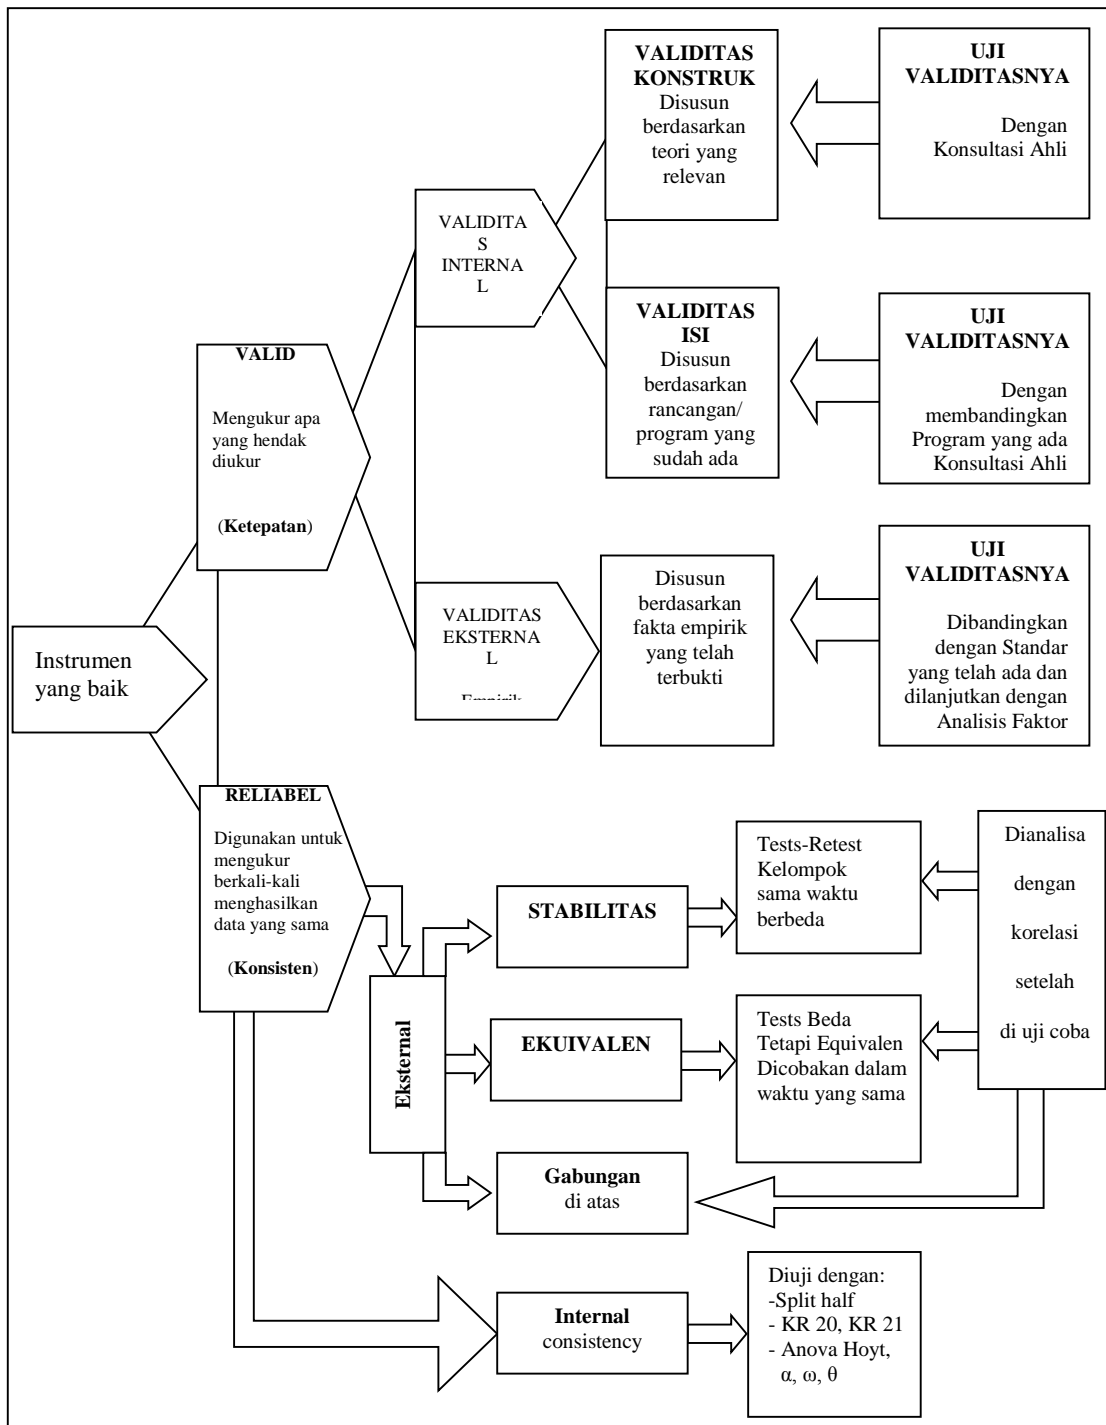 VALIDITAS
KONSTRUK
Disusun
berdasarkan
teori yang
relevan
UJI
VALIDITASNYA
Dengan
Konsultasi Ahli
VALIDITA
S
INTERNA
L
VALIDITAS
ISI
Disusun
berdasarkan
rancangan/
program yang
sudah ada
UJI
VALIDITASNYA
Dengan
membandingkan
Program yang ada
Konsultasi Ahli
VALID
Mengukur apa
yang hendak
diukur
(Ketepatan)
VALIDITAS
EKSTERNA
L
Empirik
Disusun
berdasarkan
fakta empirik
yang telah
terbukti
UJI
VALIDITASNYA
Dibandingkan
dengan Standar
yang telah ada dan
dilanjutkan dengan
Analisis Faktor
Instrumen
yang baik
RELIABEL
Digunakan untuk
mengukur
berkali-kali
menghasilkan
data yang sama
(Konsisten)
Eksternal
STABILITAS
Tests-Retest
Kelompok
sama waktu
berbeda
Dianalisa
dengan
korelasi
setelah
di uji coba
EKUIVALEN
Tests Beda
Tetapi Equivalen
Dicobakan dalam
waktu yang sama
Gabungan
di atas
Internal
consistency
Diuji dengan:
-Split half
- KR 20, KR 21
- Anova Hoyt,
α, ω, θ